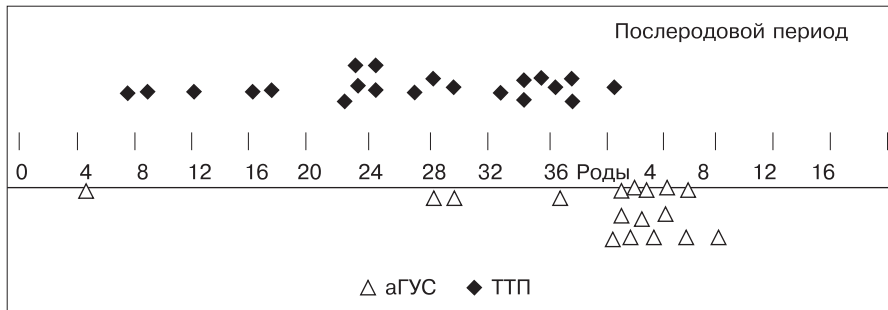 Послеродовой период
0 4 8 12 16 20 24 28 32 36 Роды 4 8 12 16
аГУС ТТП